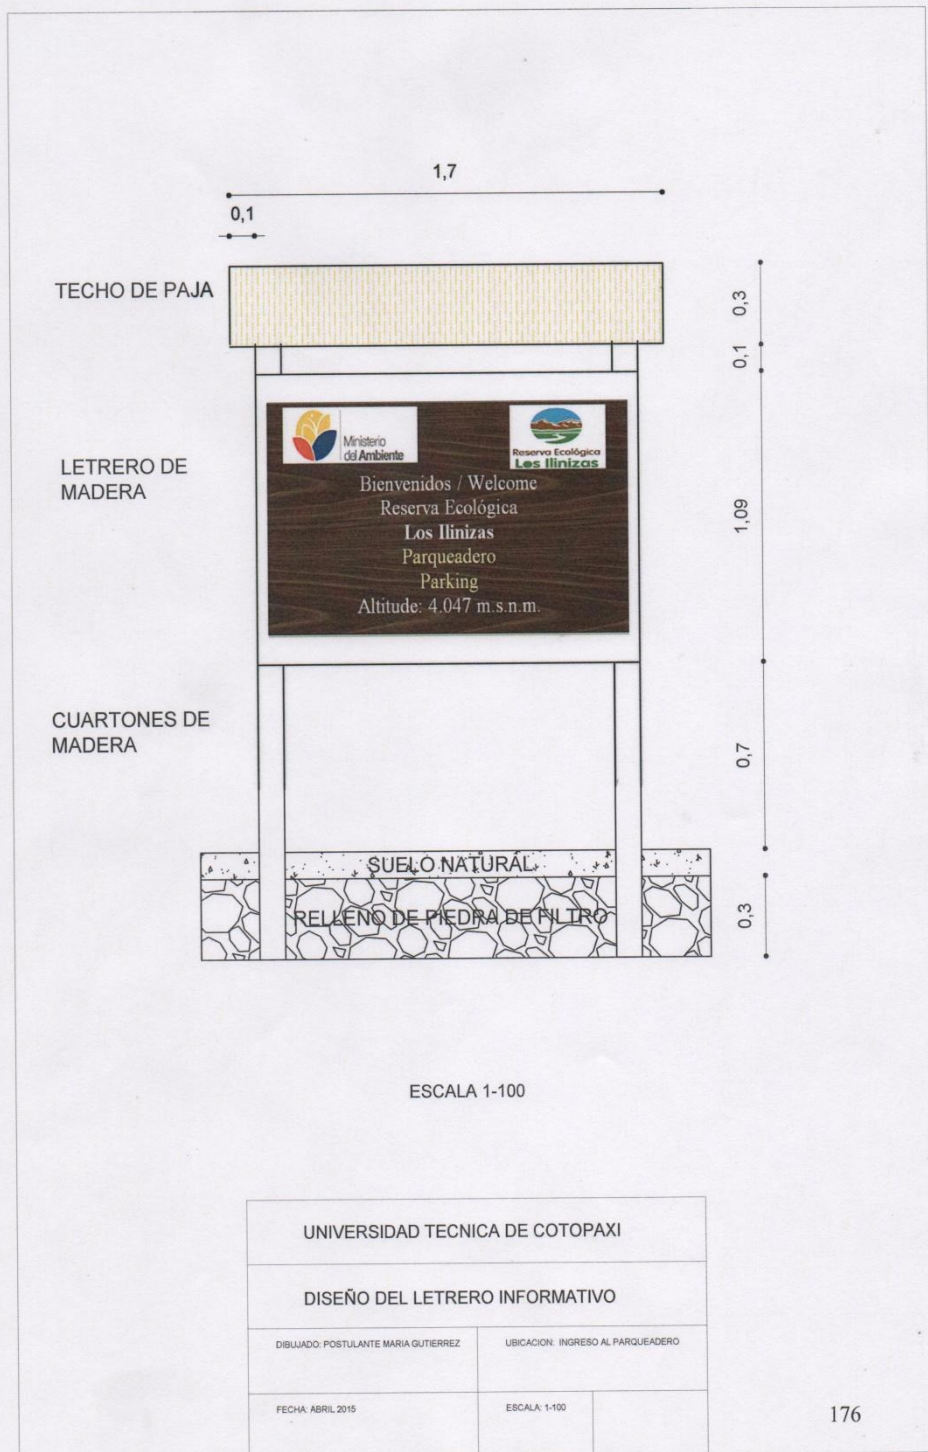 1,7
0,1
TECHO DE PAJA
0,3
0,1
Ministerio
del Ambiente
Reserva Ecológica
Los Ilinizas
LETRERO DE
MADERA
Bienvenidos / Welcome
Reserva Ecológica
Los Ilinizas
Parqueadero
Parking
Altitude: 4.047 m.s.n.m.
1,09
CUARTONES DE
MADERA
0,7
SUELO NATURAL
RELLENO DE PIEDRA DE FILTRO
0,3
ESCALA 1-100
UNIVERSIDAD TECNICA DE COTOPAXI
DISEÑO DEL LETRERO INFORMATIVO
DIBUJADO: POSTULANTE MARIA GUTIERREZ
UBICACION: INGRESO AL PARQUEADERO
FECHA: ABRIL 2015
ESCALA: 1-100
176